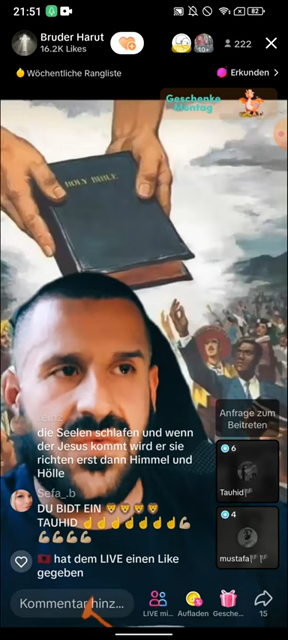 21:51
82
Bruder Harut
16.2K Likes
10+
222
Wöchentliche Rangliste
Erkunden >
Geschenke
Montag
HOLY BIBLE
die Seelen schlafen und wenn
der Jesus kommt wird er sie
richten erst dann Himmel und
Hölle
Sefa_.b
DU BIDT EIN 🦁🦁🦁🦁
TAUHID ☝️☝️☝️☝️☝️☝️☝️💪
💪💪💪💪
hat dem LIVE einen Like
gegeben
Anfrage zum
Beitreten
6
Tauhid
4
mustafa
Kommentar hinz...
LIVE mi...
Aufladen
Gesche...
15